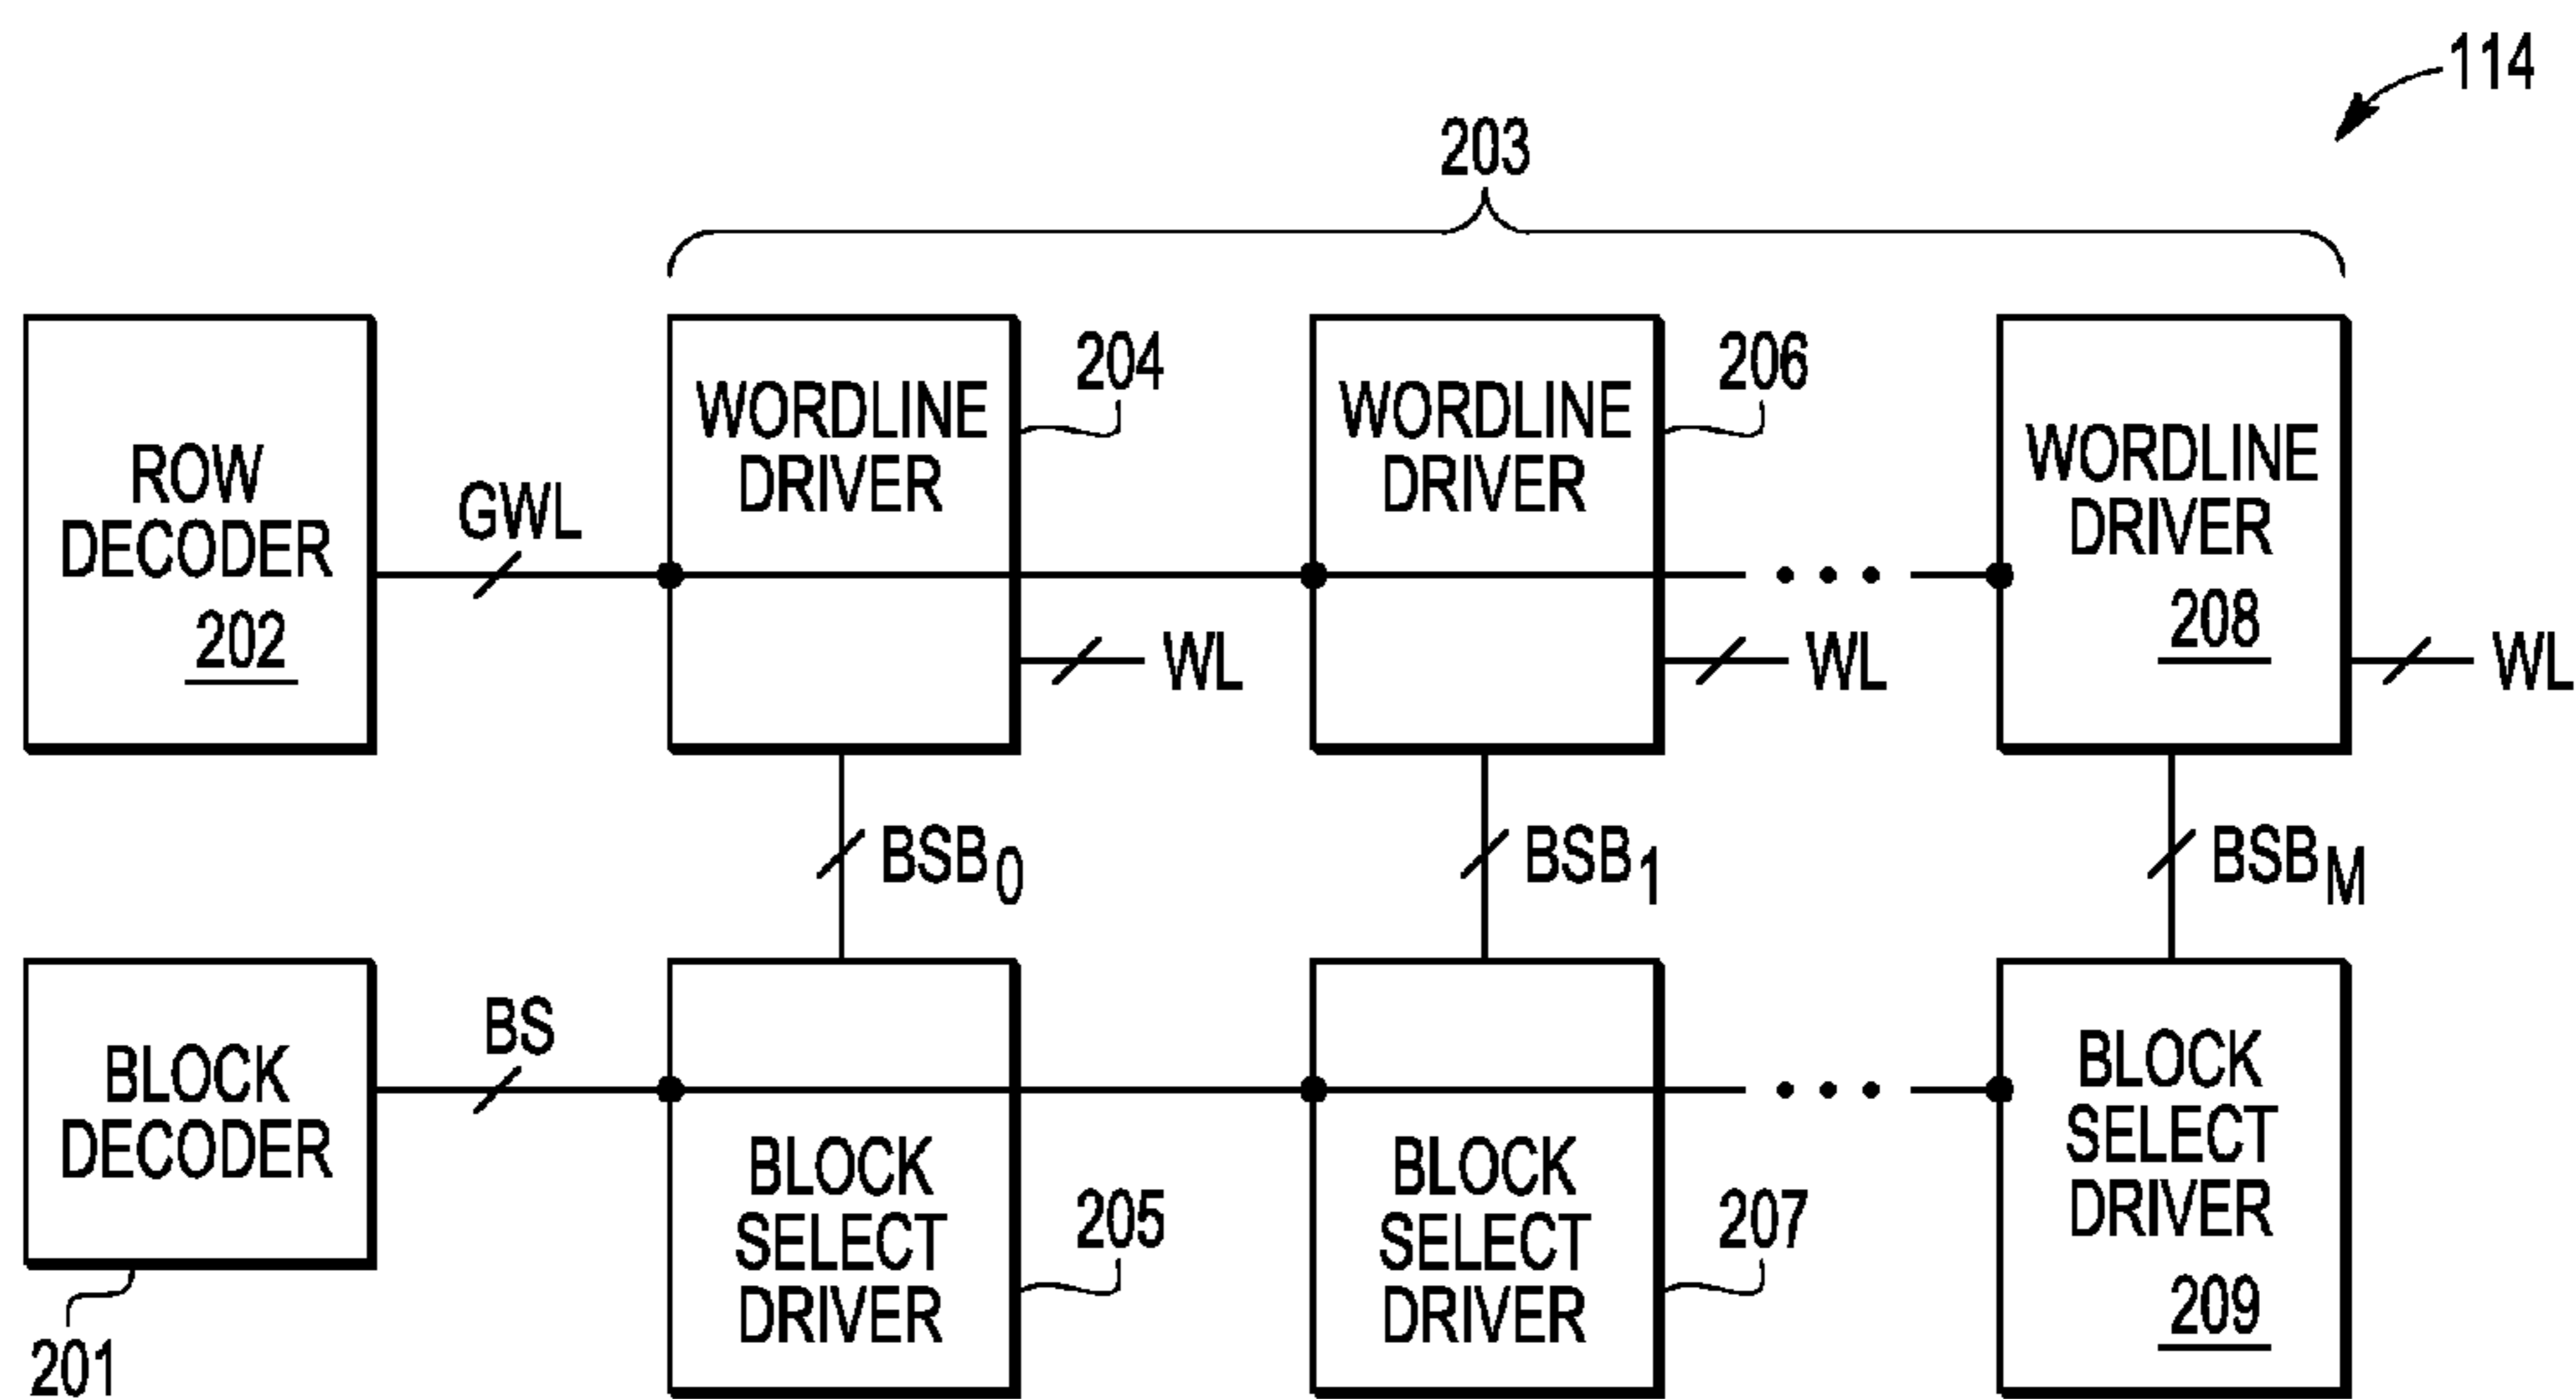 114
203
ROW
DECODER
202
GWL
WORDLINE
DRIVER
204
WL
WORDLINE
DRIVER
206
WL
WORDLINE
DRIVER
208
WL
BSB0
BSB1
BSBM
BLOCK
DECODER
201
BS
BLOCK
SELECT
DRIVER
205
BLOCK
SELECT
DRIVER
207
BLOCK
SELECT
DRIVER
209